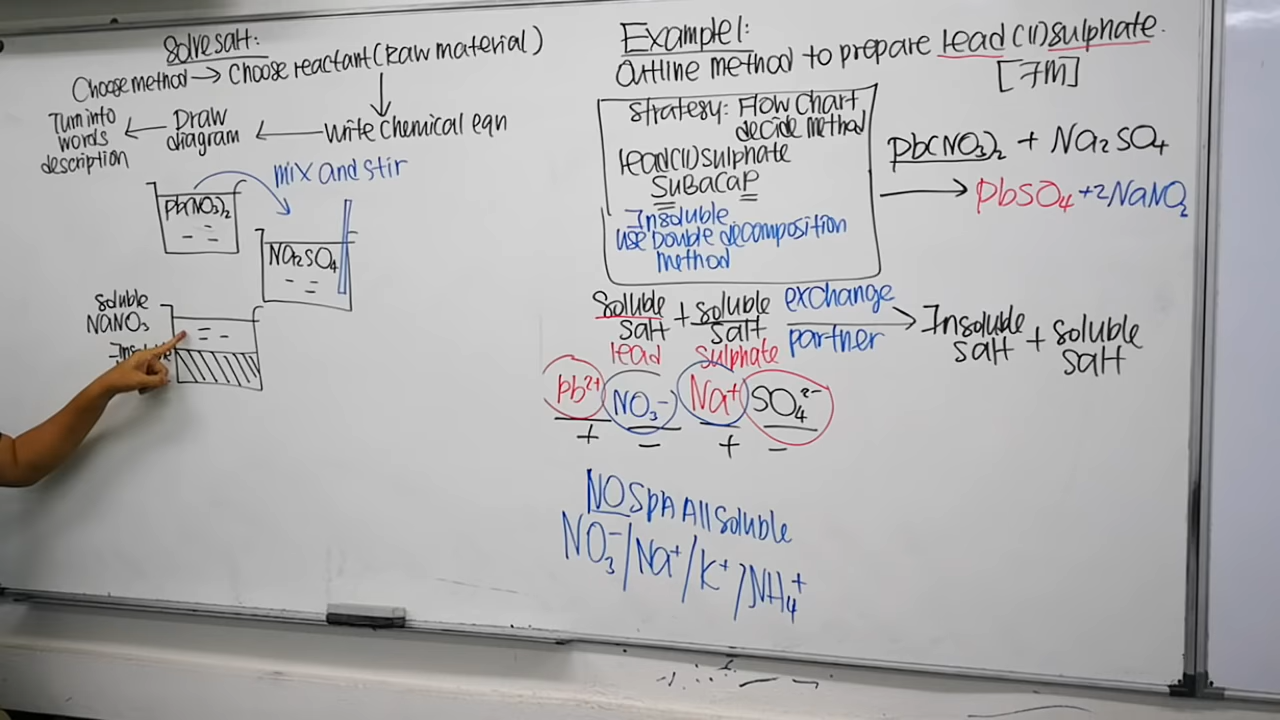 Solve salt:
Choose method → Choose reactant (Raw material)
Turn into words description ← Draw diagram ← Write Chemical eqn
mix and stir
Pb(NO₃)₂
Na₂SO₄
soluble
NaNO₃
Example 1:
Outline method to prepare lead (II) sulphate.
[7M]
Strategy: Flow Chart,
decide method
lead (II) sulphate
SuBaCaP
Insoluble
use Double decomposition
method
Pb(NO₃)₂ + Na₂SO₄
→ PbSO₄ + 2NaNO₂
Soluble salt + soluble salt exchange partner → Insoluble salt + soluble salt
lead sulphate
Pb²⁺ NO₃⁻ Na⁺ SO₄²⁻
+ − + −
NO SPA All Soluble
NO₃⁻/Na⁺/K⁺/NH₄⁺